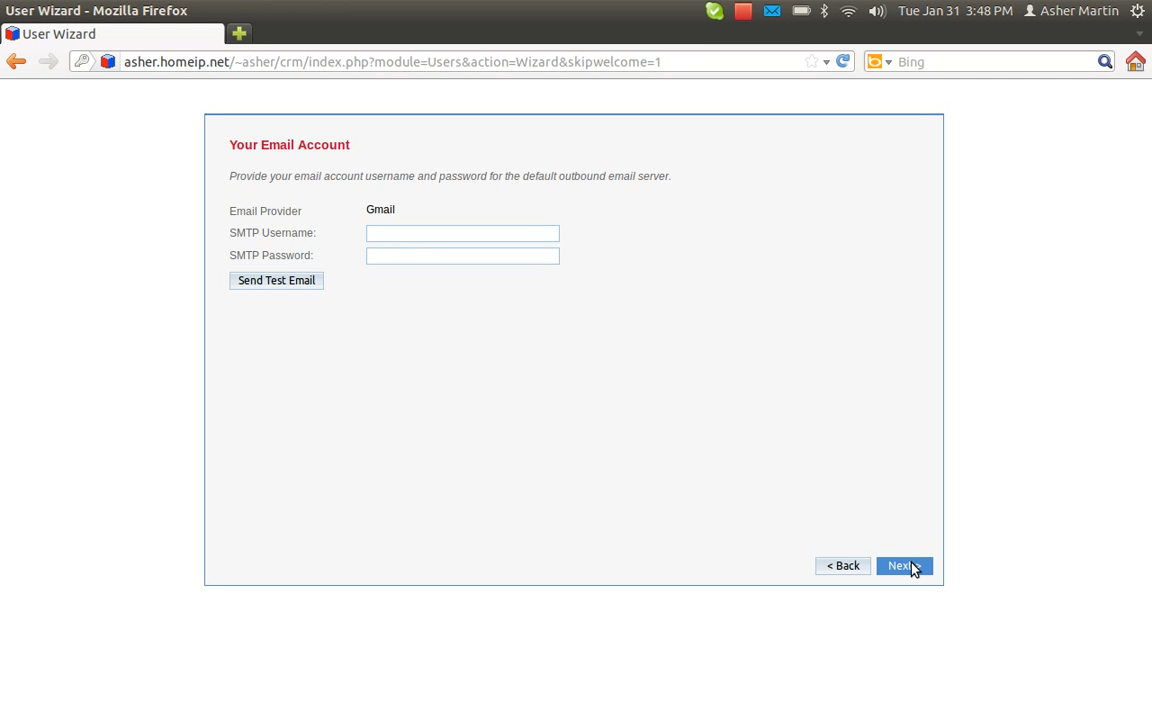 User Wizard - Mozilla Firefox
Tue Jan 31 3:48 PM
Asher Martin
User Wizard
asher.homeip.net/~asher/crm/index.php?module=Users&action=Wizard&skipwelcome=1
Bing
Your Email Account
Provide your email account username and password for the default outbound email server.
Email Provider Gmail
SMTP Username:
SMTP Password:
Send Test Email
< Back
Next >